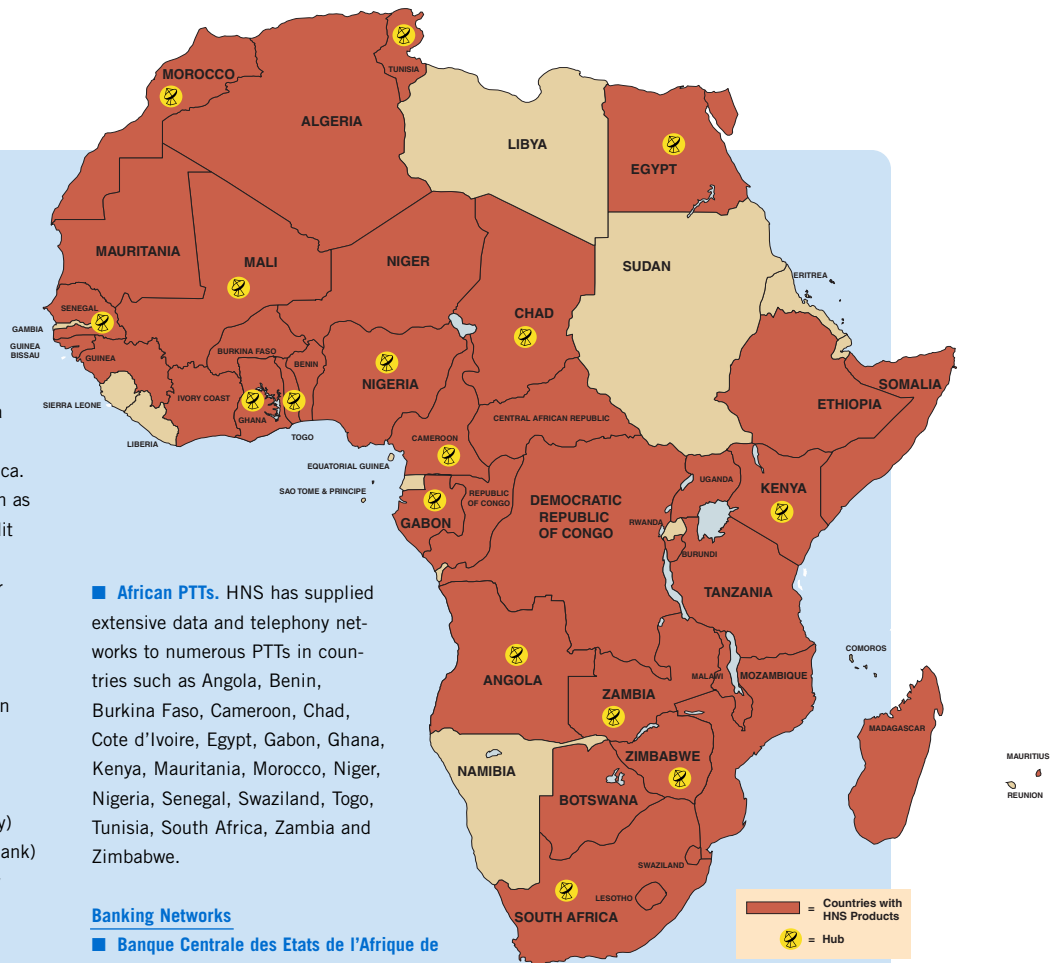 MOROCCO
TUNISIA
ALGERIA
LIBYA
EGYPT
MAURITANIA
MALI
NIGER
SUDAN
ERITREA
CHAD
SENEGAL
GAMBIA
GUINEA
BISSAU
GUINEA
BURKINA FASO
BENIN
NIGERIA
SOMALIA
ETHIOPIA
SIERRA LEONE
IVORY COAST
GHANA
LIBERIA
TOGO
CENTRAL AFRICAN REPUBLIC
CAMEROON
EQUATORIAL GUINEA
SAO TOME & PRINCIPE
GABON
REPUBLIC
OF CONGO
DEMOCRATIC
REPUBLIC
OF CONGO
UGANDA
KENYA
RWANDA
BURUNDI
TANZANIA
COMOROS
ANGOLA
ZAMBIA
MALAWI
MOZAMBIQUE
MADAGASCAR
MAURITIUS
REUNION
NAMIBIA
ZIMBABWE
BOTSWANA
SWAZILAND
LESOTHO
SOUTH AFRICA
ca.
as
dit
y)
ank)
■ African PTTs. HNS has supplied
extensive data and telephony net-
works to numerous PTTs in coun-
tries such as Angola, Benin,
Burkina Faso, Cameroon, Chad,
Cote d'Ivoire, Egypt, Gabon, Ghana,
Kenya, Mauritania, Morocco, Niger,
Nigeria, Senegal, Swaziland, Togo,
Tunisia, South Africa, Zambia and
Zimbabwe.
Banking Networks
■ Banque Centrale des Etats de l'Afrique de
= Countries with
HNS Products
= Hub